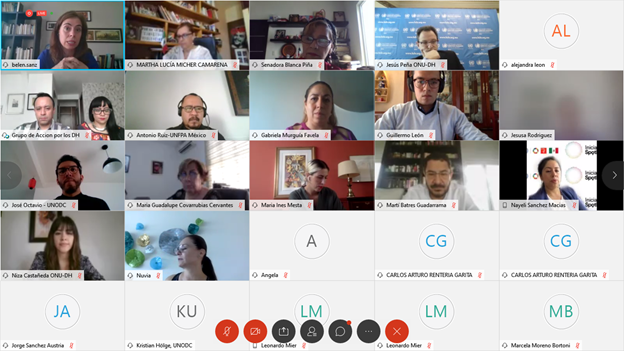 belen.sanz
MARTHA LUCÍA MICHER CAMARENA
Senadora Blanca Piña
Jesús Peña ONU-DH
AL
alejandra leon
Grupo de Accion por los DH
Antonio Ruiz-UNFPA México
Gabriela Murguía Favela
Guillermo León
Jesusa Rodriguez
José Octavio - UNODC
Maria Guadalupe Covarrubias Cervantes
Maria Ines Mesta
Martí Batres Guadarrama
Nayeli Sanchez Macias
Niza Castañeda ONU-DH
Nuvia
A
Angela
CG
CARLOS ARTURO RENTERIA GARITA
CG
CARLOS ARTURO RENTERIA GARITA
JA
Jorge Sanchez Austria
KU
Kristian Hölge, UNODC
LM
Leonardo Mier
LM
Leonardo Mier
MB
Marcela Moreno Bortoni